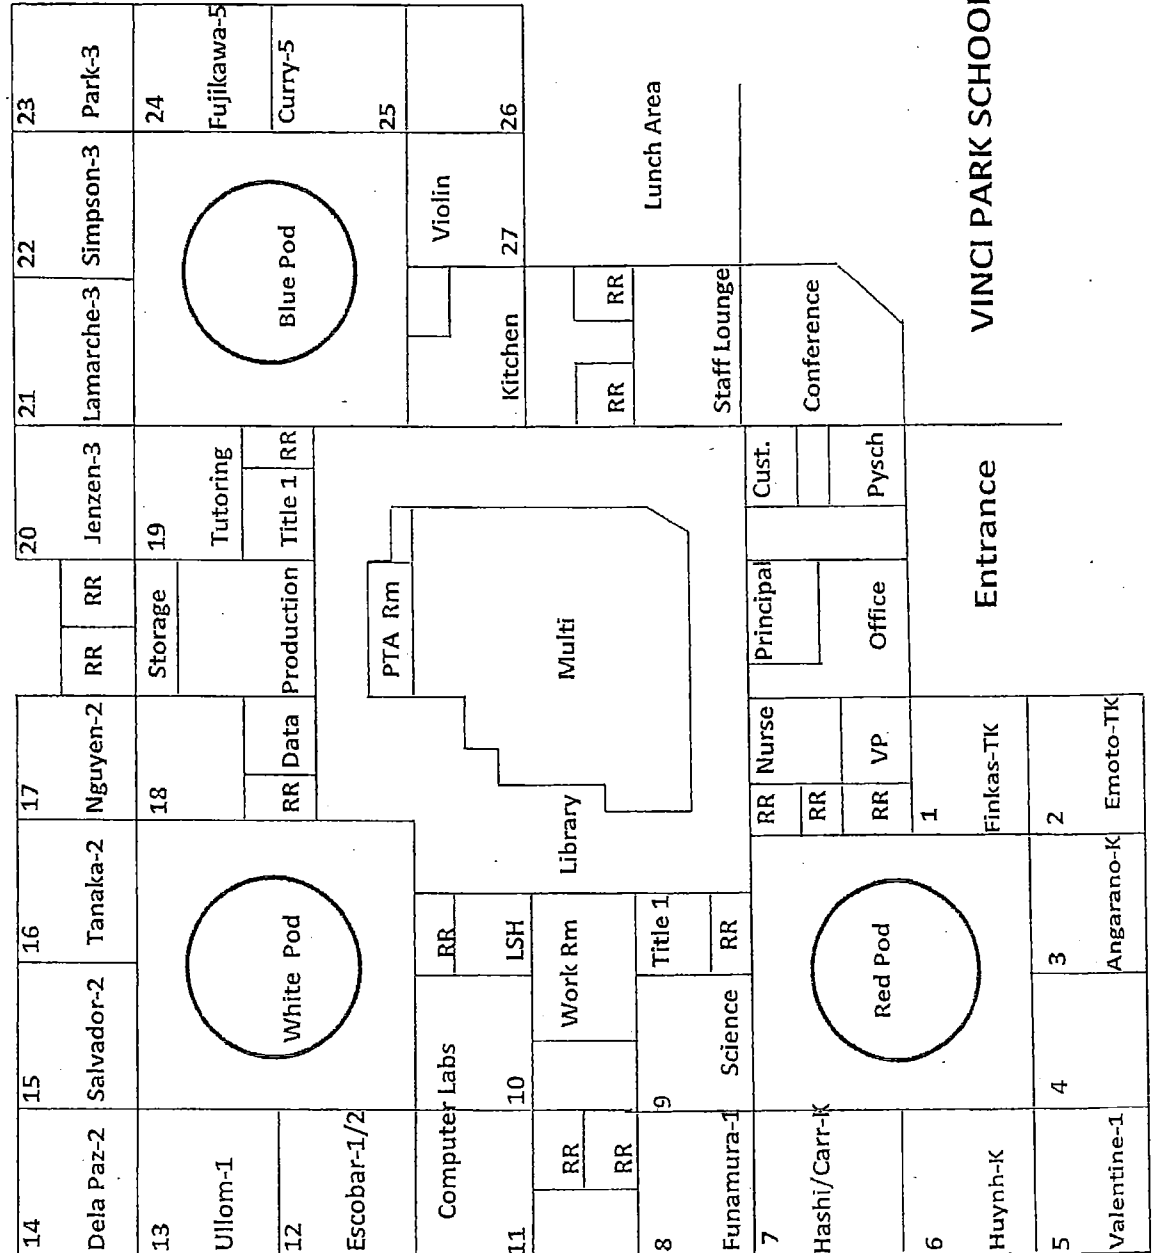 14
Dela Paz-2
15
Salvador-2
16
Tanaka-2
17
Nguyen-2
RR
RR
20
Jenzen-3
21
Lamarche-3
22
Simpson-3
23
Park-3
13
Ullom-1
12
Escobar-1/2
White Pod
18
RR
Data
Storage
Production
19
Tutoring
Title 1
RR
Blue Pod
24
Fujikawa-5
Curry-5
25
Computer Labs
11
10
RR
LSH
Library
PTA Rm
Multi
Kitchen
Violin
27
26
RR
RR
Work Rm
RR
RR
Staff Lounge
Lunch Area
8
Funamura-1
9
Science
Title 1
RR
7
Hashi/Carr-K
6
Huynh-K
5
Valentine-1
Red Pod
4
3
Angarano-K
RR
RR
RR
Nurse
VP
Principal
Office
Cust.
Pysch
Conference
1
Finkas-TK
2
Emoto-TK
Entrance
VINCI PARK SCHOOL